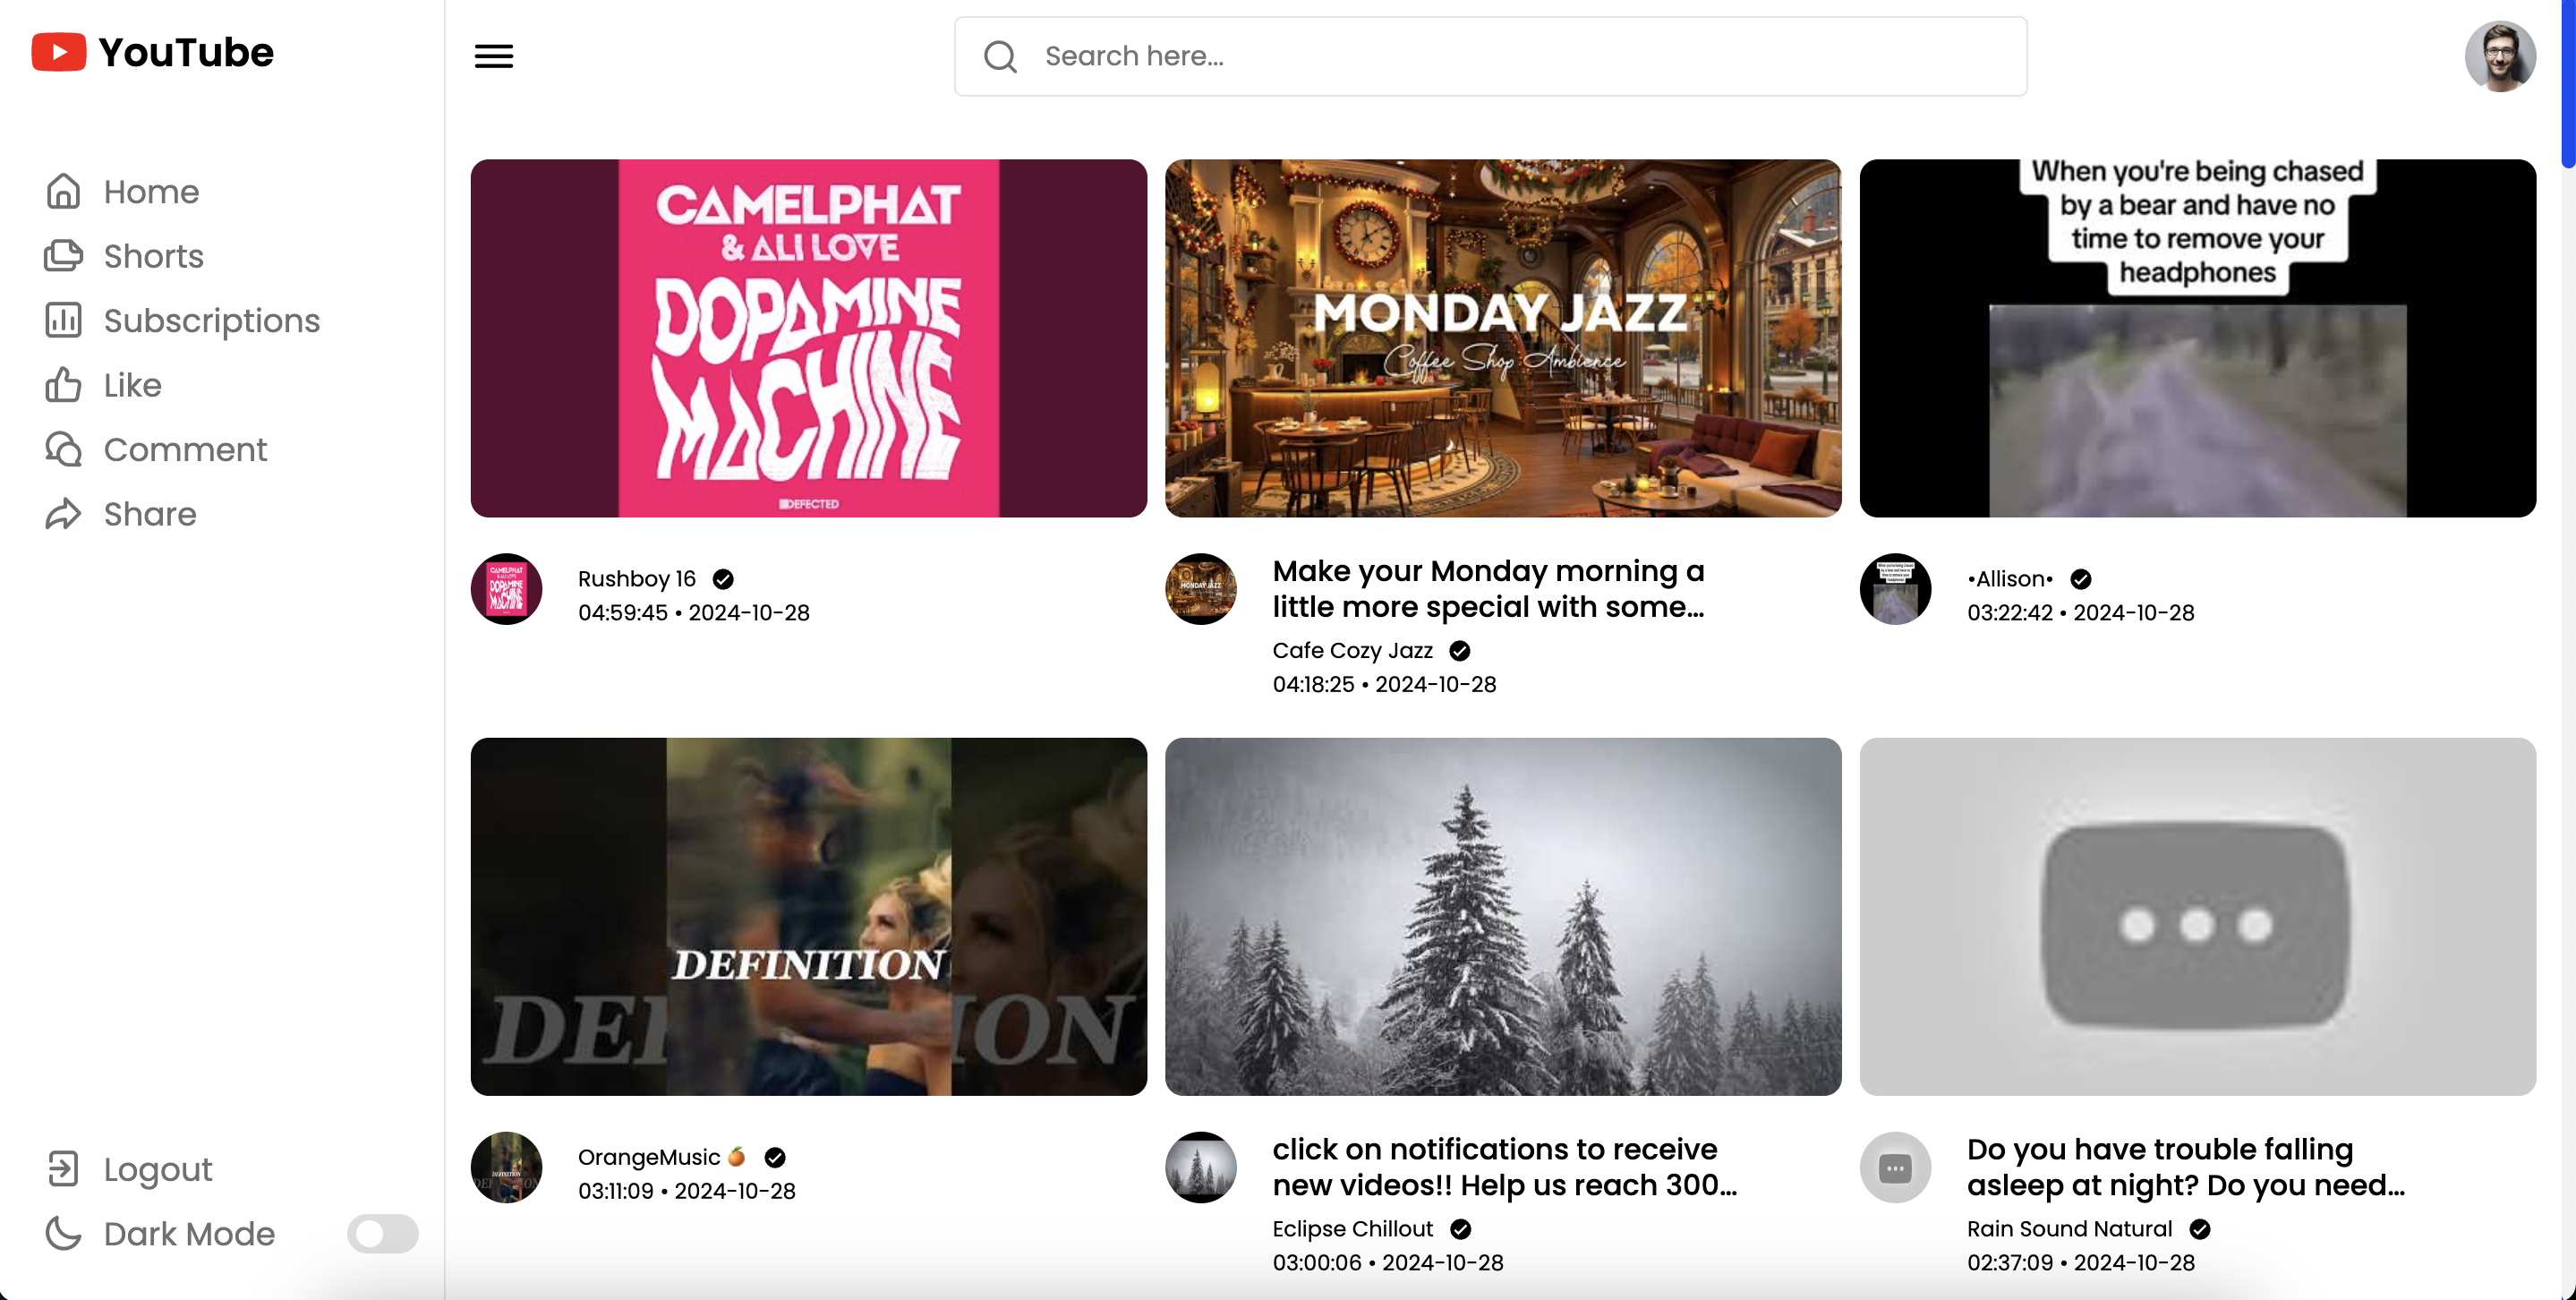 YouTube
Search here...
Home
Shorts
Subscriptions
Like
Comment
Share
Logout
Dark Mode
CAMELPHAT
& ALI LOVE
DOPAMINE
MACHINE
DEFECTED
Rushboy 16
04:59:45 • 2024-10-28
MONDAY JAZZ
Coffee Shop Ambience
Make your Monday morning a
little more special with some...
Cafe Cozy Jazz
04:18:25 • 2024-10-28
When you're being chased
by a bear and have no
time to remove your
headphones
•Allison•
03:22:42 • 2024-10-28
DEFINITION
DEF ION
OrangeMusic 🍊
03:11:09 • 2024-10-28
click on notifications to receive
new videos!! Help us reach 300...
Eclipse Chillout
03:00:06 • 2024-10-28
Do you have trouble falling
asleep at night? Do you need...
Rain Sound Natural
02:37:09 • 2024-10-28